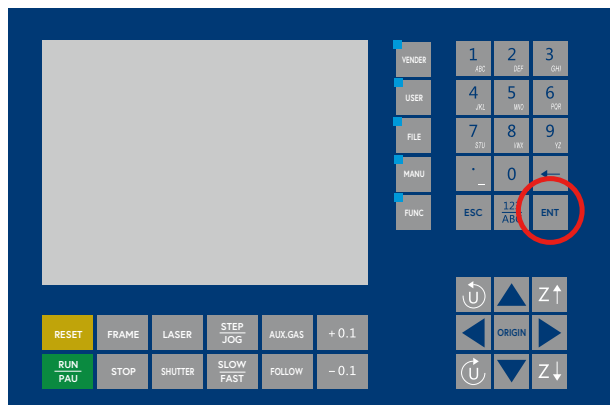 VENDER
1 ABC
2 DEF
3 GHI
USER
4 JKL
5 MNO
6 PQR
FILE
7 STU
8 VWX
9 YZ
MANU
. _
0
←
FUNC
ESC
123
ABC
ENT
U
Z↑
ORIGIN
U
Z↓
RESET
FRAME
LASER
STEP
JOG
AUX.GAS
+0.1
RUN
PAU
STOP
SHUTTER
SLOW
FAST
FOLLOW
-0.1